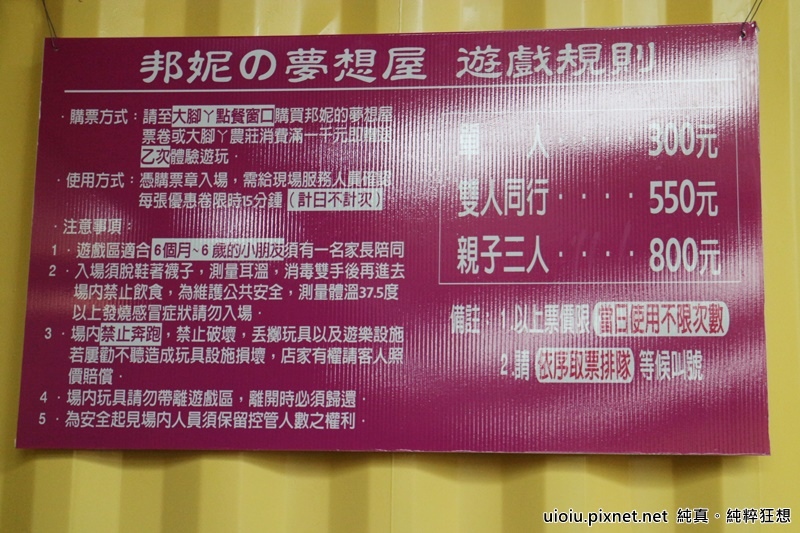 邦妮の夢想屋 遊戲規則
·購票方式：請至大腳丫點餐窗口購買邦妮的夢想屋
票卷或大腳丫農莊消費滿一千元即贈送
乙次體驗遊玩·
·使用方式：憑購票章入場，需給現場服務人員確認
每張優惠卷限時15分鐘（計日不計次）
·注意事項：
1·遊戲區適合6個月~6歲的小朋友須有一名家長陪同
2·入場須脫鞋著襪子，測量耳溫，消毒雙手後再進去
場內禁止飲食，為維護公共安全，測量體溫37.5度
以上發燒感冒症狀請勿入場·
3·場內禁止奔跑，禁止破壞，丟擲玩具以及遊樂設施
若屢勸不聽造成玩具設施損壞，店家有權請客人照
價賠償·
4·場內玩具請勿帶離遊戲區，離開時必須歸還·
5·為安全起見場內人員須保留控管人數之權利·
單 人 300元
雙人同行····550元
親子三人····800元
備註：1.以上票價限當日使用不限次數
2.請依序取票排隊等候叫號
uioiu.pixnet.net 純真。純粹狂想